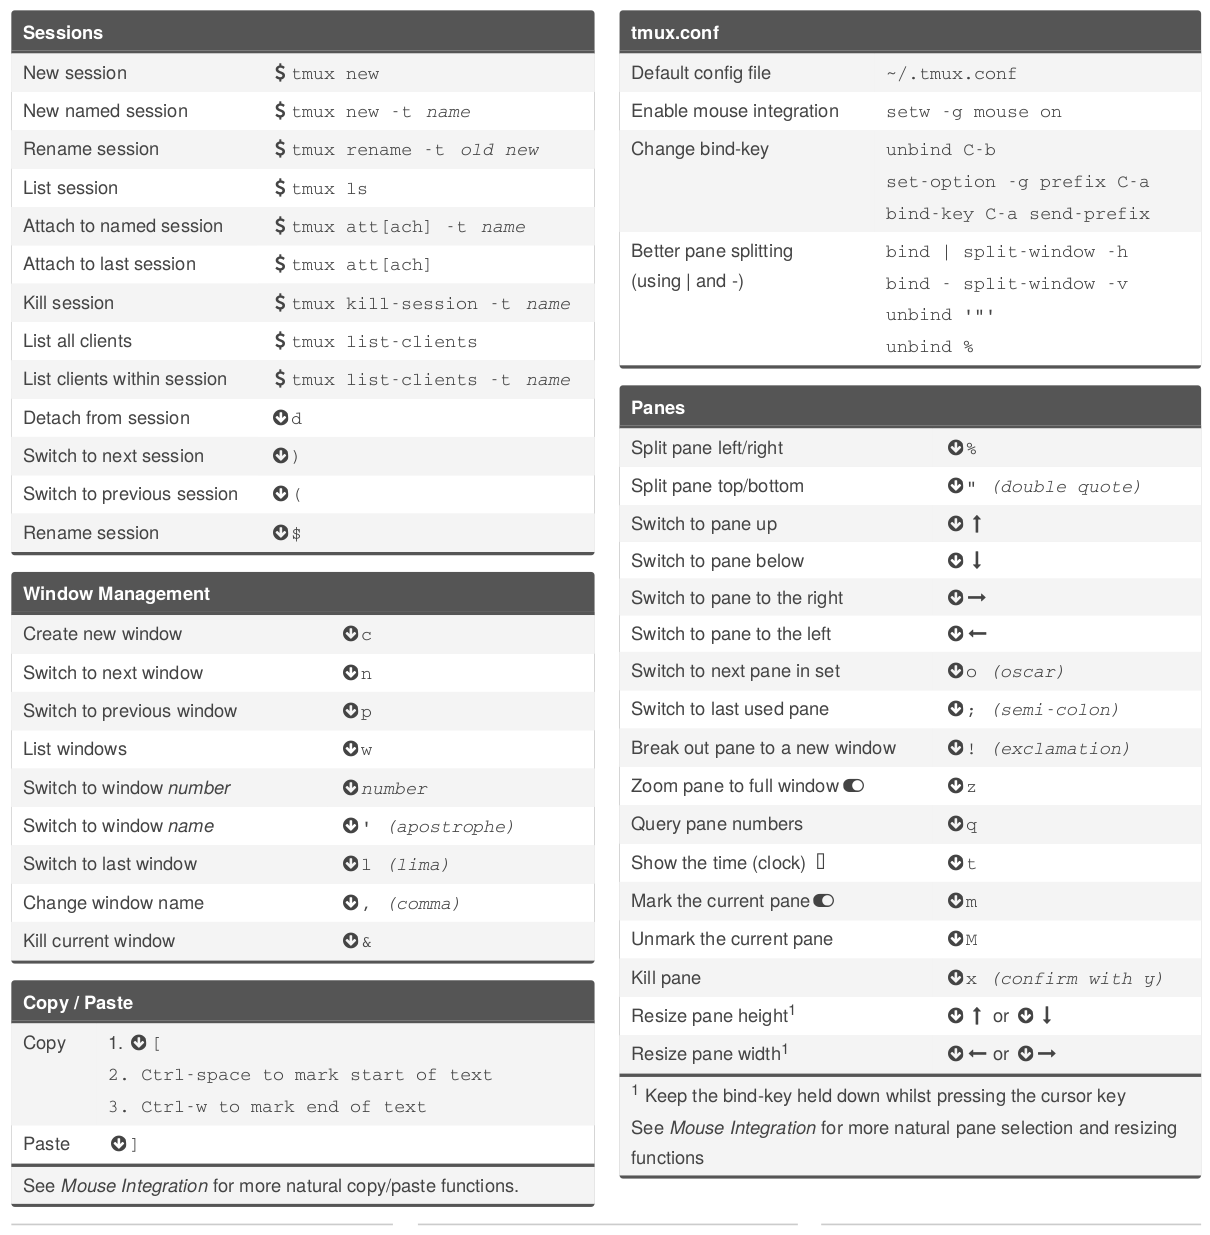 Sessions
New session $ tmux new
New named session $ tmux new -t name
Rename session $ tmux rename -t old new
List session $ tmux ls
Attach to named session $ tmux att[ach] -t name
Attach to last session $ tmux att[ach]
Kill session $ tmux kill-session -t name
List all clients $ tmux list-clients
List clients within session $ tmux list-clients -t name
Detach from session d
Switch to next session )
Switch to previous session (
Rename session $
Window Management
Create new window c
Switch to next window n
Switch to previous window p
List windows w
Switch to window number number
Switch to window name ' (apostrophe)
Switch to last window l (lima)
Change window name , (comma)
Kill current window &
Copy / Paste
Copy 1. [
2. Ctrl-space to mark start of text
3. Ctrl-w to mark end of text
Paste ]
See Mouse Integration for more natural copy/paste functions.
tmux.conf
Default config file ~/.tmux.conf
Enable mouse integration setw -g mouse on
Change bind-key unbind C-b
set-option -g prefix C-a
bind-key C-a send-prefix
Better pane splitting bind | split-window -h
(using | and -) bind - split-window -v
unbind '"'
unbind %
Panes
Split pane left/right %
Split pane top/bottom " (double quote)
Switch to pane up ↑
Switch to pane below ↓
Switch to pane to the right →
Switch to pane to the left ←
Switch to next pane in set o (oscar)
Switch to last used pane ; (semi-colon)
Break out pane to a new window ! (exclamation)
Zoom pane to full window z
Query pane numbers q
Show the time (clock) t
Mark the current pane m
Unmark the current pane M
Kill pane x (confirm with y)
Resize pane height1 ↑ or ↓
Resize pane width1 ← or →
1 Keep the bind-key held down whilst pressing the cursor key
See Mouse Integration for more natural pane selection and resizing
functions